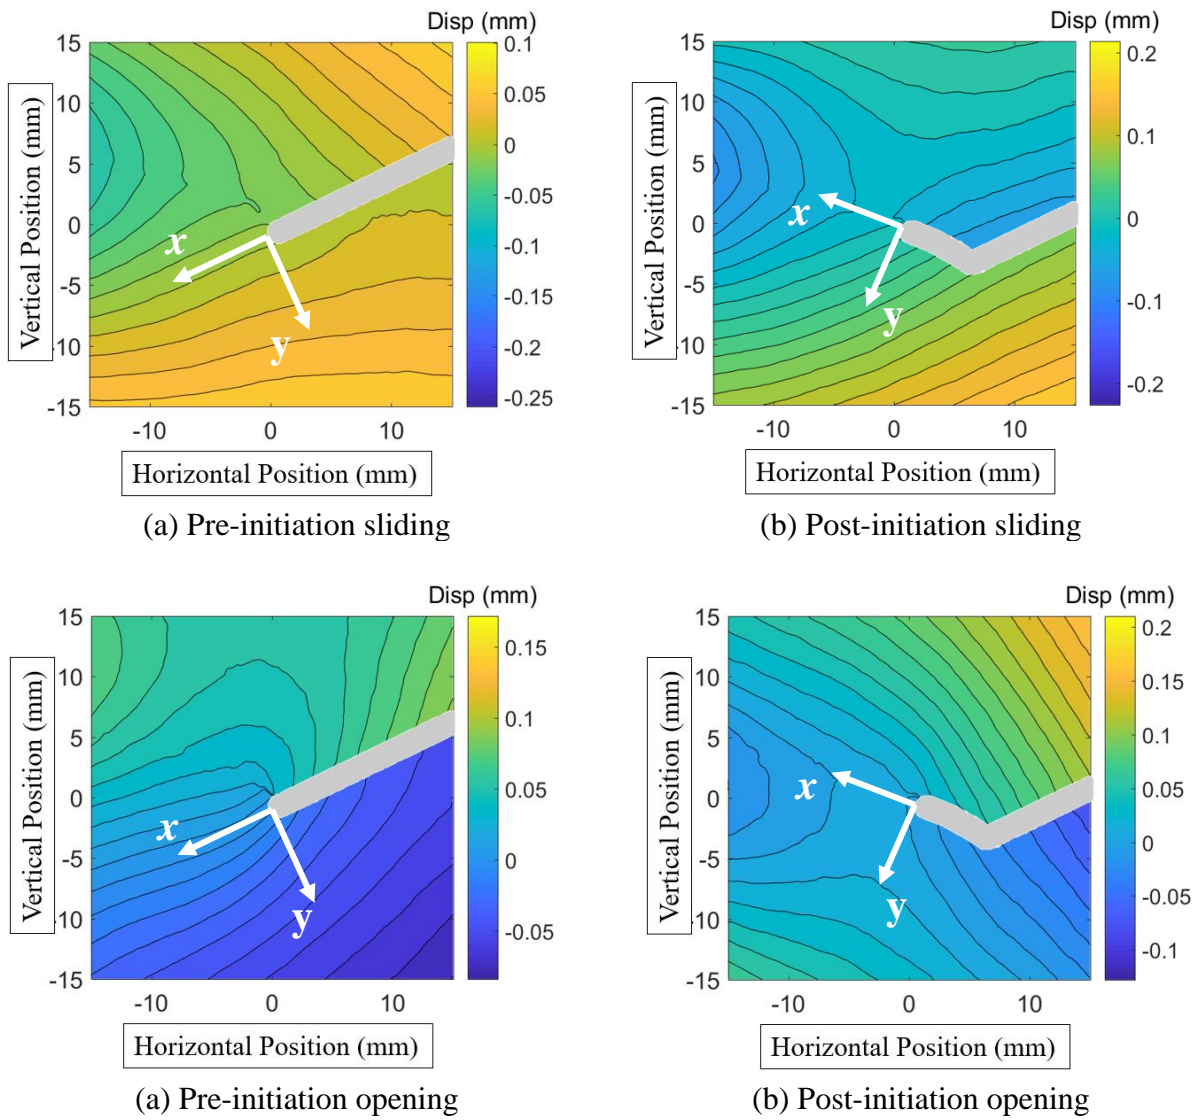 Disp (mm)
15
10
5
0
-5
-10
-15
Vertical Position (mm)
x
y
0.1
0.05
0
-0.05
-0.1
-0.15
-0.2
-0.25
-10
0
10
Horizontal Position (mm)
(a) Pre-initiation sliding
Disp (mm)
15
10
5
0
-5
-10
-15
Vertical Position (mm)
x
y
0.2
0.1
0
-0.1
-0.2
-10
0
10
Horizontal Position (mm)
(b) Post-initiation sliding
Disp (mm)
15
10
5
0
-5
-10
-15
Vertical Position (mm)
x
y
0.15
0.1
0.05
0
-0.05
-10
0
10
Horizontal Position (mm)
(a) Pre-initiation opening
Disp (mm)
15
10
5
0
-5
-10
-15
Vertical Position (mm)
x
y
0.2
0.15
0.1
0.05
0
-0.05
-0.1
-10
0
10
Horizontal Position (mm)
(b) Post-initiation opening